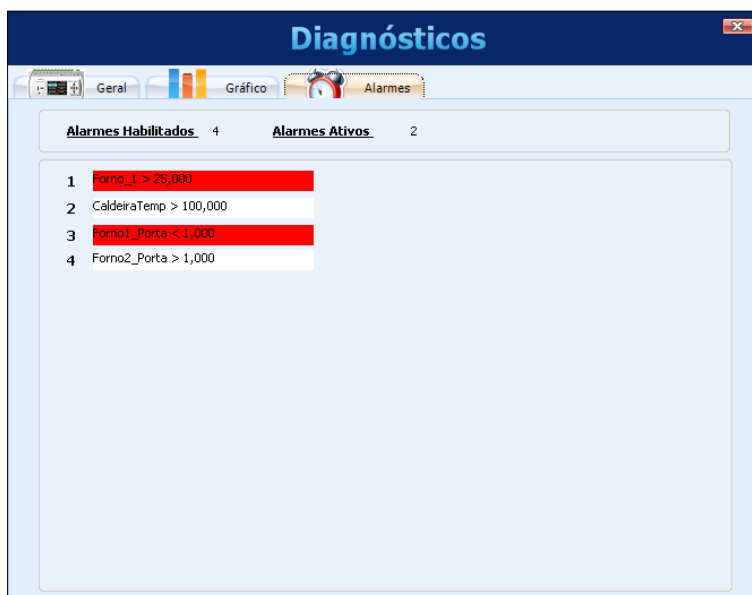 Diagnósticos
Geral Gráfico Alarmes
Alarmes Habilitados 4 Alarmes Ativos 2
1 Forno_1 > 25,000
2 CaldeiraTemp > 100,000
3 Forno1_Porta < 1,000
4 Forno2_Porta > 1,000